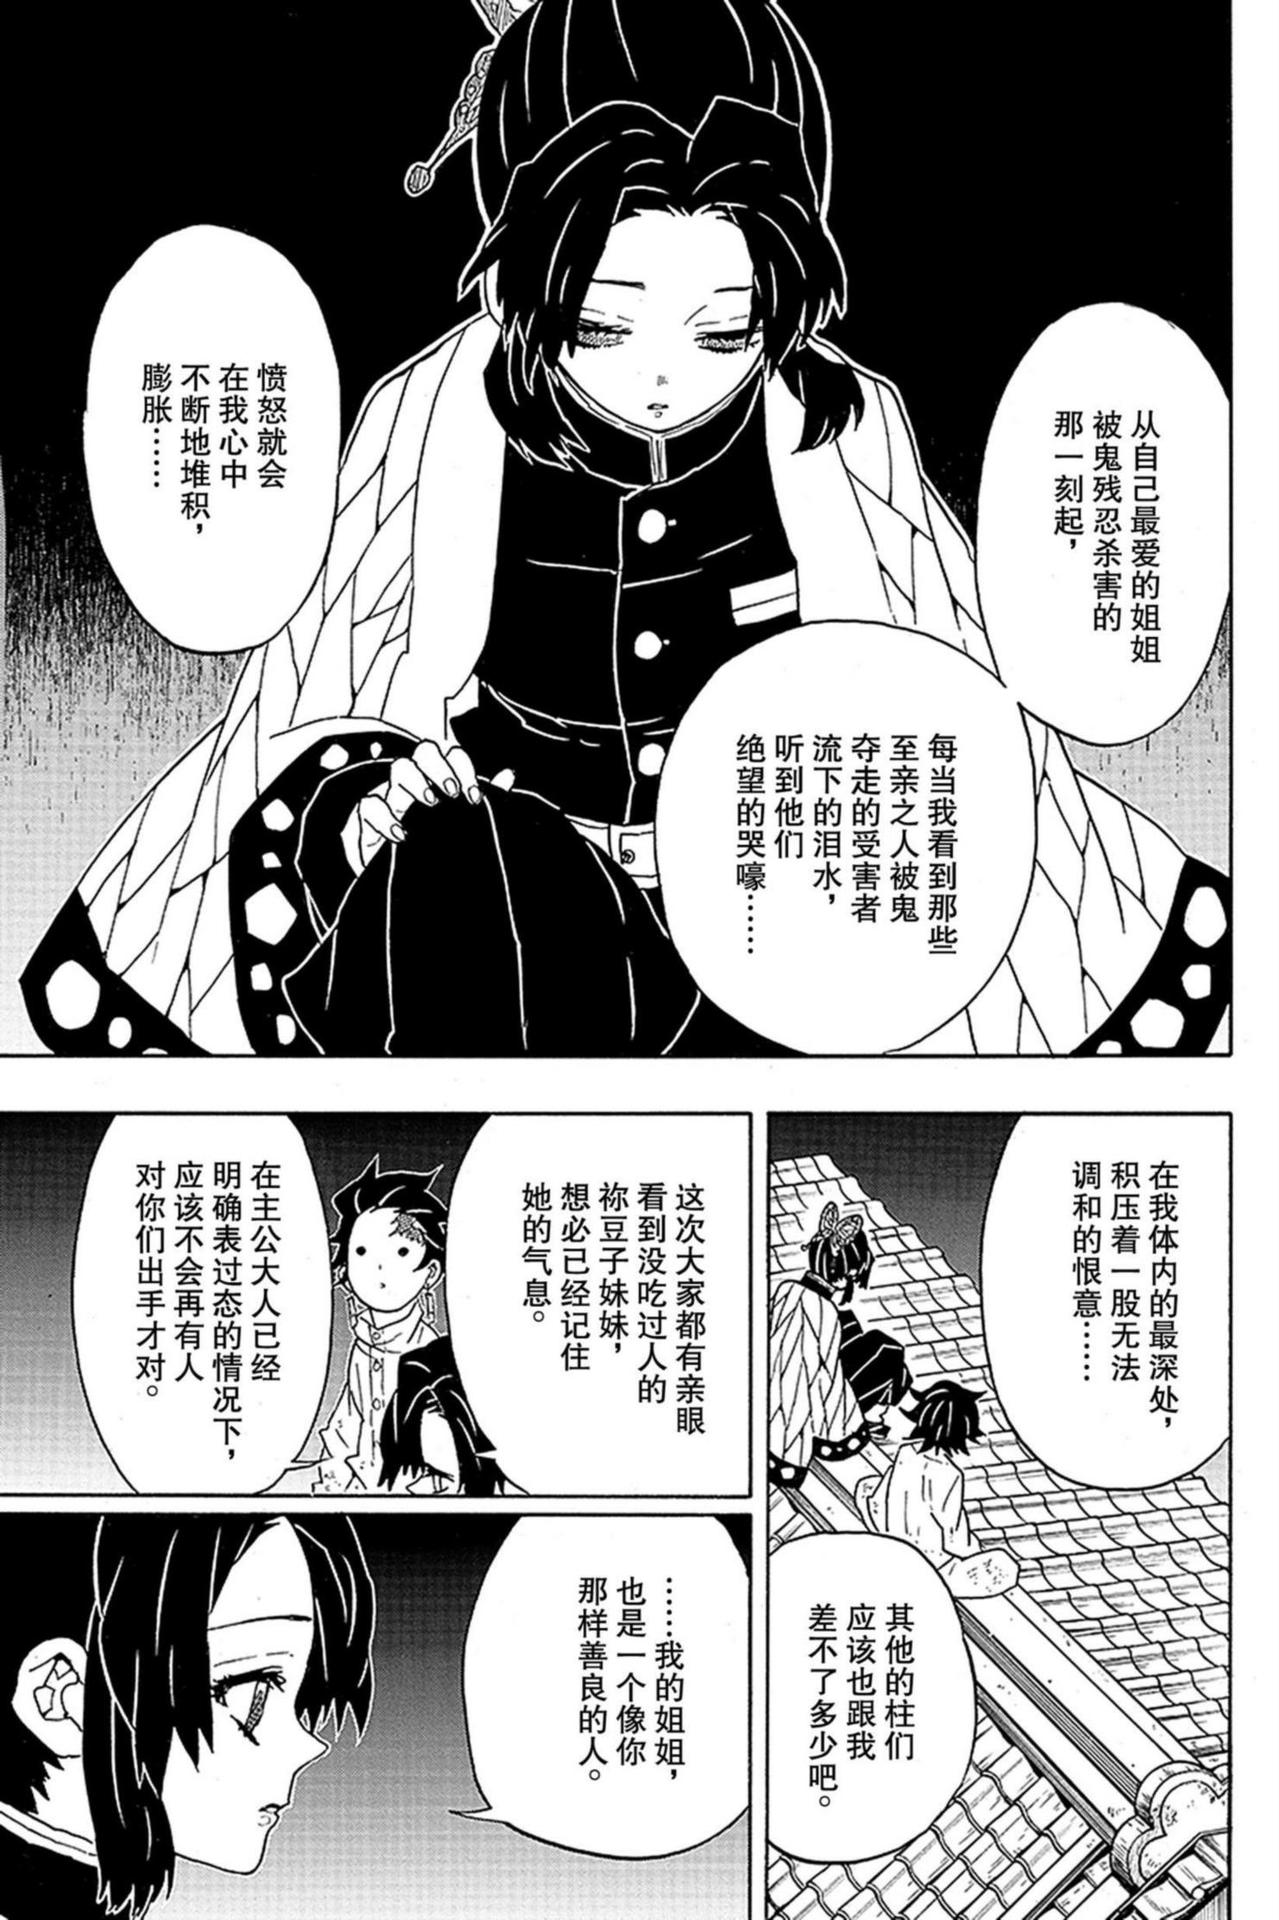 从自己最爱的姐姐
被鬼残忍杀害的
那一刻起，
每当我看到那些
至亲之人被鬼
夺走的受害者
流下的泪水，
听到他们
绝望的哭嚎……
愤怒就会
在我心中
不断地堆积，
膨胀……
在我体内的最深处，
积压着一股无法
调和的恨意……
其他的柱们
应该也跟我
差不了多少吧。
这次大家都有亲眼
看到没吃过人的
祢豆子妹妹，
想必已经记住
她的气息。
在主公大人已经
明确表过态的情况下，
应该不会再有人
对你们出手才对。
……我的姐姐，
也是一个像你
那样善良的人。